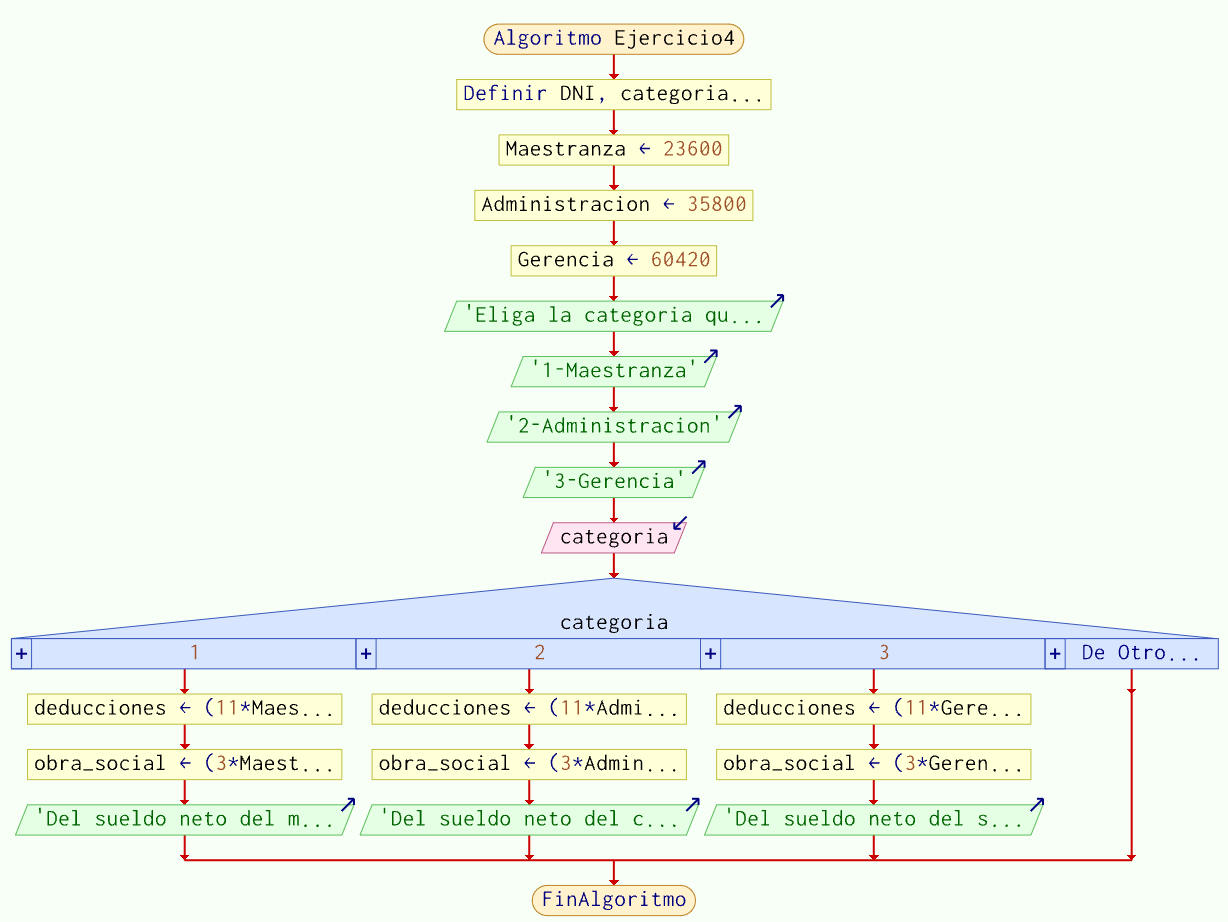 Algoritmo Ejercicio4
Definir DNI, categoria...
Maestranza ← 23600
Administracion ← 35800
Gerencia ← 60420
'Eliga la categoria qu...
'1-Maestranza'
'2-Administracion'
'3-Gerencia'
categoria
categoria
+ 1 + 2 + 3 + De Otro...
deducciones ← (11*Maes... deducciones ← (11*Admi... deducciones ← (11*Gere...
obra_social ← (3*Maest... obra_social ← (3*Admin... obra_social ← (3*Geren...
'Del sueldo neto del m... 'Del sueldo neto del c... 'Del sueldo neto del s...
FinAlgoritmo